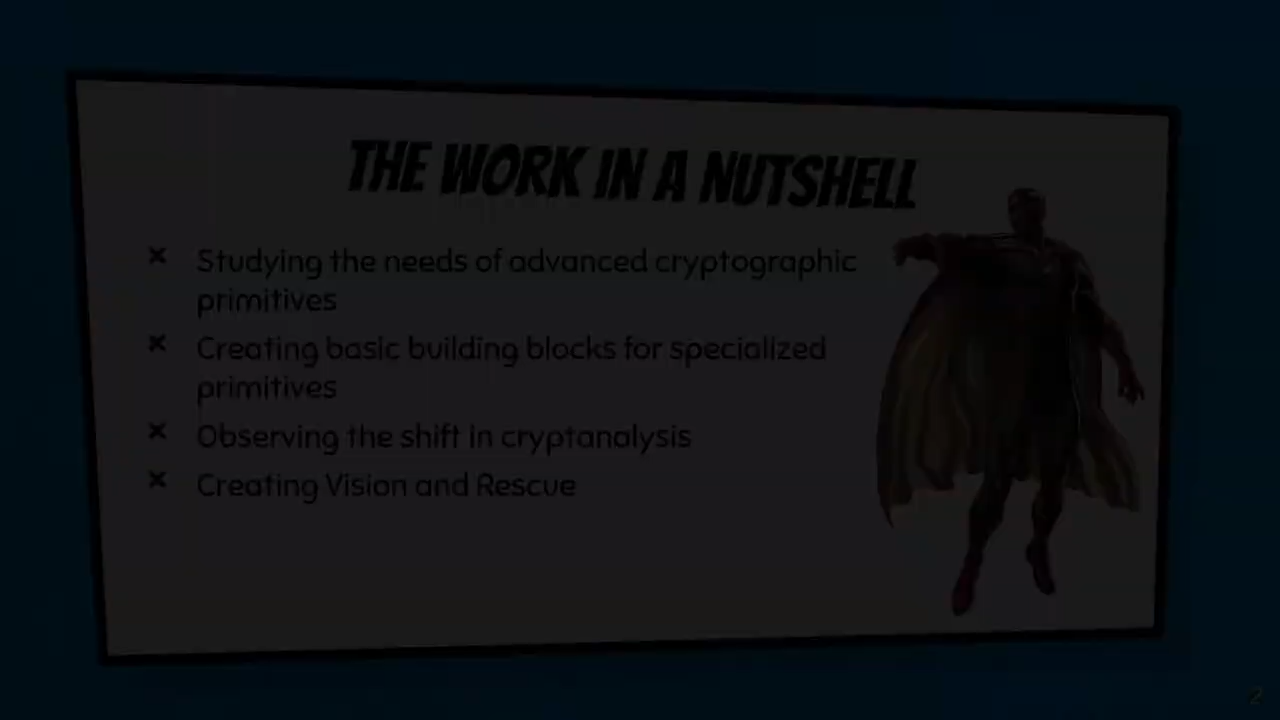 THE WORK IN A NUTSHELL
× Studying the needs of advanced cryptographic
primitives
× Creating basic building blocks for specialized
primitives
× Observing the shift in cryptanalysis
× Creating Vision and Rescue
2